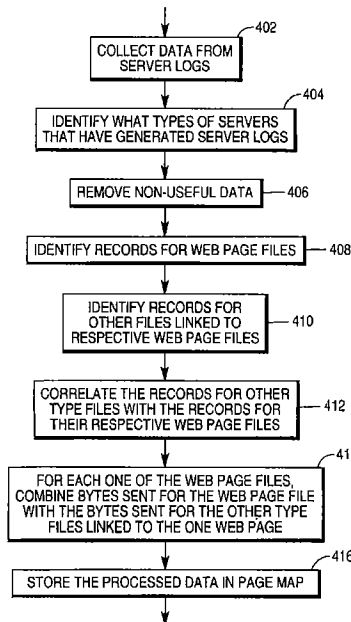 402
COLLECT DATA FROM
SERVER LOGS
404
IDENTIFY WHAT TYPES OF SERVERS
THAT HAVE GENERATED SERVER LOGS
REMOVE NON-USEFUL DATA
406
IDENTIFY RECORDS FOR WEB PAGE FILES
408
IDENTIFY RECORDS FOR
OTHER FILES LINKED TO
RESPECTIVE WEB PAGE FILES
410
CORRELATE THE RECORDS FOR OTHER
TYPE FILES WITH THE RECORDS FOR
THEIR RESPECTIVE WEB PAGE FILES
412
41
FOR EACH ONE OF THE WEB PAGE FILES,
COMBINE BYTES SENT FOR THE WEB PAGE FILE
WITH THE BYTES SENT FOR THE OTHER TYPE
FILES LINKED TO THE ONE WEB PAGE
416
STORE THE PROCESSED DATA IN PAGE MAP